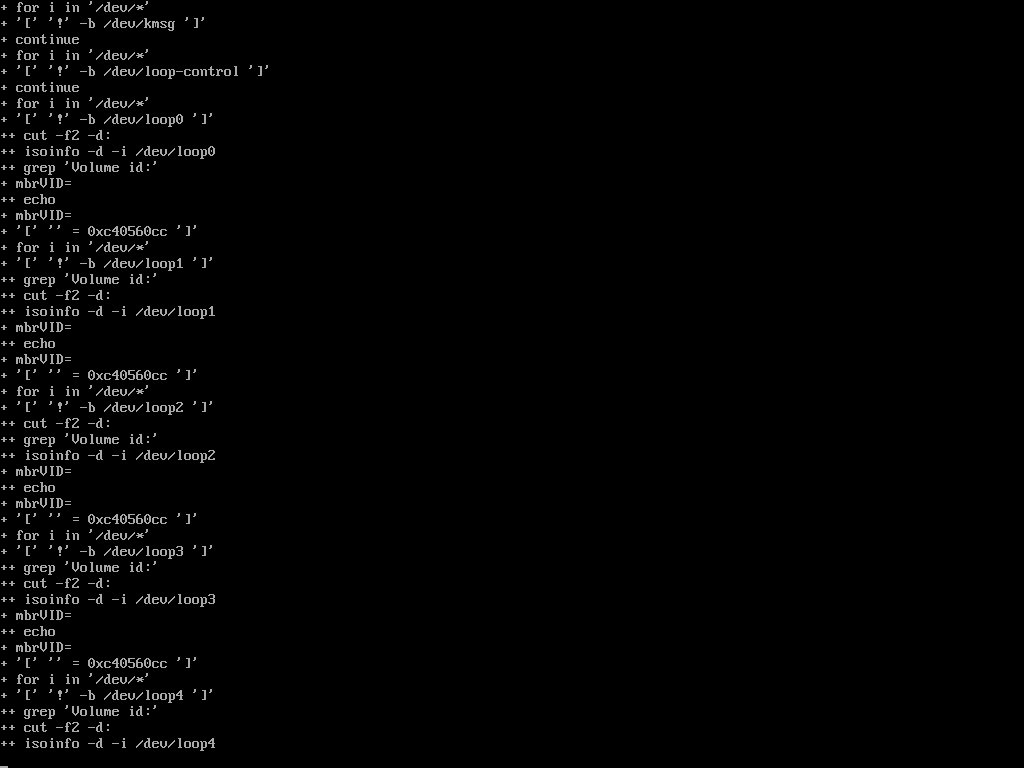 + for i in '/dev/*'
+ '[' '!' -b /dev/kmsg ']'
+ continue
+ for i in '/dev/*'
+ '[' '!' -b /dev/loop-control ']'
+ continue
+ for i in '/dev/*'
+ '[' '!' -b /dev/loop0 ']'
++ cut -f2 -d:
++ isoinfo -d -i /dev/loop0
++ grep 'Volume id:'
+ mbrVID=
++ echo
+ mbrVID=
+ '[' '' = 0xc40560cc ']'
+ for i in '/dev/*'
+ '[' '!' -b /dev/loop1 ']'
++ grep 'Volume id:'
++ cut -f2 -d:
++ isoinfo -d -i /dev/loop1
+ mbrVID=
++ echo
+ mbrVID=
+ '[' '' = 0xc40560cc ']'
+ for i in '/dev/*'
+ '[' '!' -b /dev/loop2 ']'
++ cut -f2 -d:
++ grep 'Volume id:'
++ isoinfo -d -i /dev/loop2
+ mbrVID=
++ echo
+ mbrVID=
+ '[' '' = 0xc40560cc ']'
+ for i in '/dev/*'
+ '[' '!' -b /dev/loop3 ']'
++ grep 'Volume id:'
++ cut -f2 -d:
++ isoinfo -d -i /dev/loop3
+ mbrVID=
++ echo
+ mbrVID=
+ '[' '' = 0xc40560cc ']'
+ for i in '/dev/*'
+ '[' '!' -b /dev/loop4 ']'
++ grep 'Volume id:'
++ cut -f2 -d:
++ isoinfo -d -i /dev/loop4